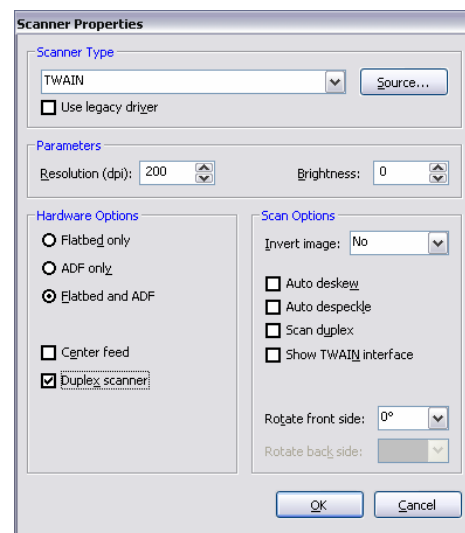 Scanner Properties
Scanner Type
TWAIN
Source...
Use legacy driver
Parameters
Resolution (dpi): 200
Brightness: 0
Hardware Options
Flatbed only
ADF only
Flatbed and ADF
Center feed
Duplex scanner
Scan Options
Invert image: No
Auto deskew
Auto despeckle
Scan duplex
Show TWAIN interface
Rotate front side: 0°
Rotate back side:
OK
Cancel